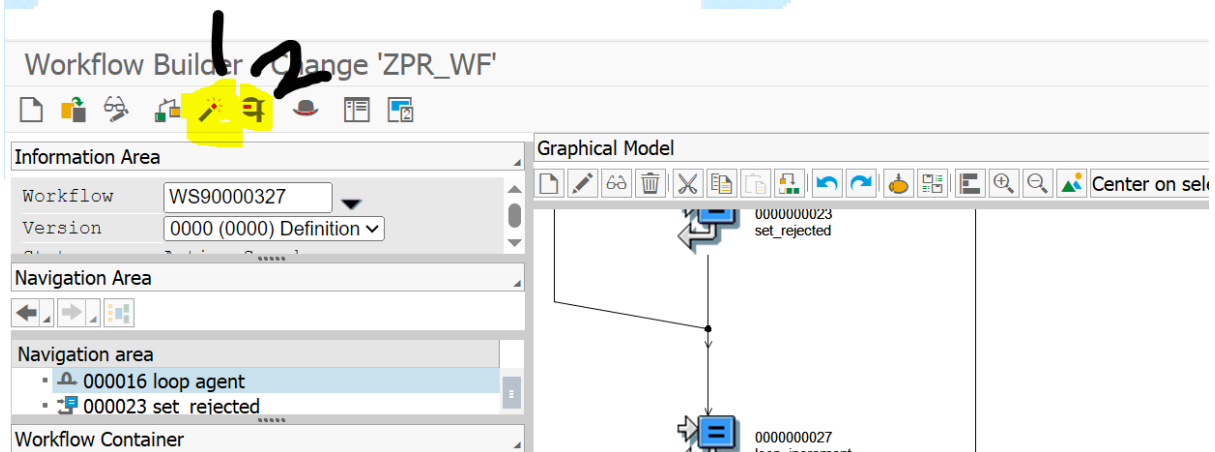 1 2
Workflow Builder - Change 'ZPR_WF'
2
Information Area
Graphical Model
Workflow WS90000327
Center on sele
Version 0000 (0000) Definition
0000000023
set_rejected
Navigation Area
Navigation area
000016 loop agent
000023 set_rejected
Workflow Container
0000000027